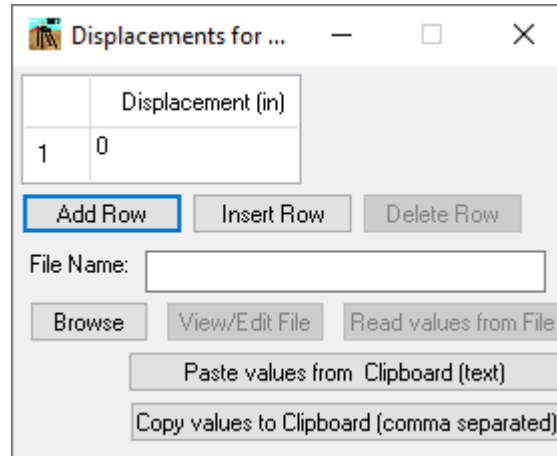 Displacements for ...
Displacement (in)
1 0
Add Row Insert Row Delete Row
File Name:
Browse View/Edit File Read values from File
Paste values from Clipboard (text)
Copy values to Clipboard (comma separated)